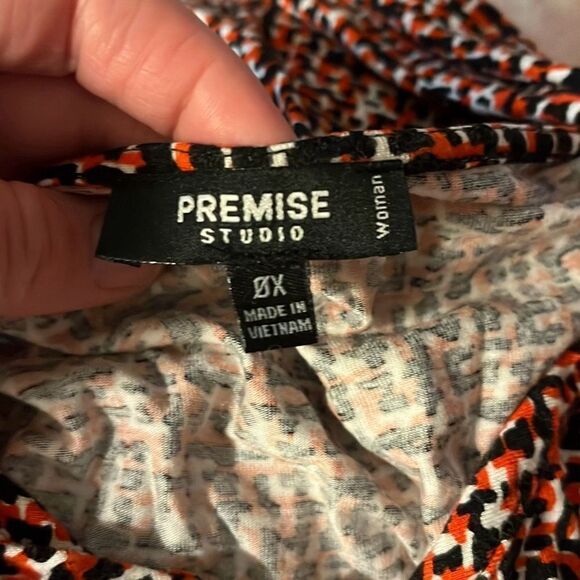 PREMISE
STUDIO
Woman
0X
MADE IN
VIETNAM